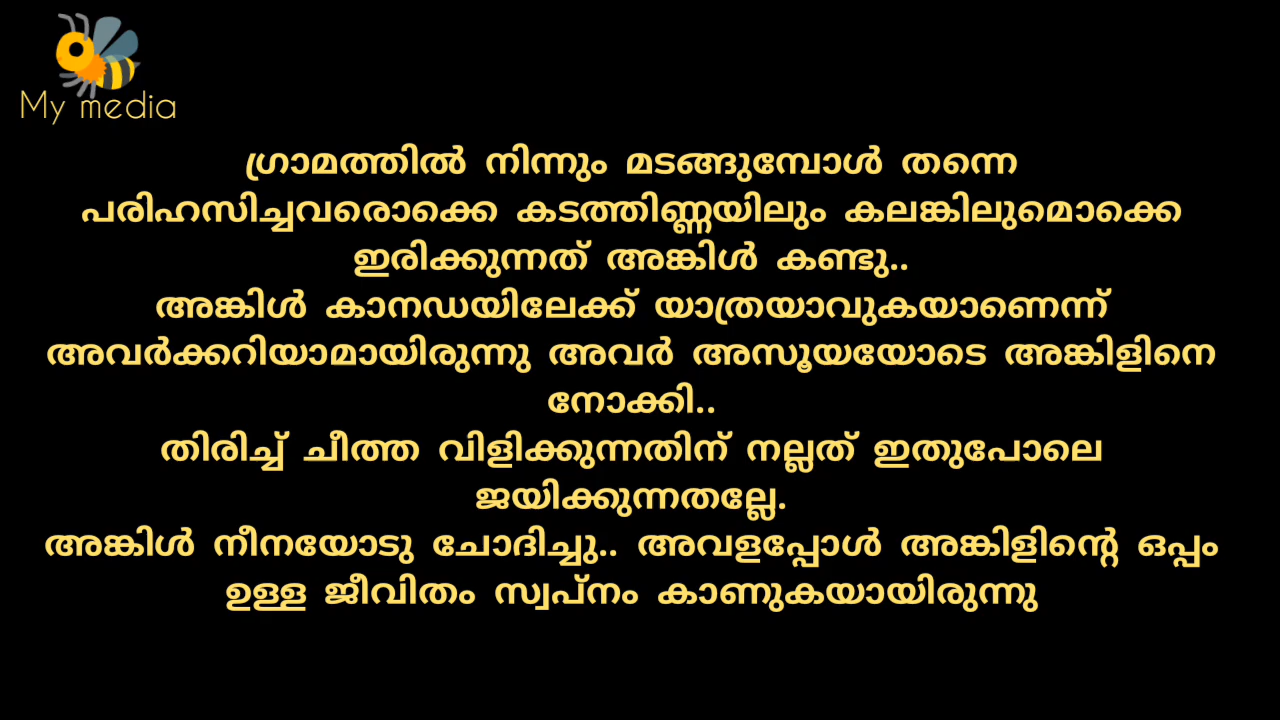 My media
ഗ്രാമത്തിൽ നിന്നും മടങ്ങുമ്പോൾ തന്നെ
പരിഹസിച്ചവരൊക്കെ കടത്തിണ്ണയിലും കലങ്കിലുമൊക്കെ
ഇരിക്കുന്നത് അങ്കിൾ കണ്ടു..
അങ്കിൾ കാനഡയിലേക്ക് യാത്രയാവുകയാണെന്ന്
അവർക്കറിയാമായിരുന്നു അവർ അസൂയയോടെ അങ്കിളിനെ
നോക്കി..
തിരിച്ച് ചീത്ത വിളിക്കുന്നതിന് നല്ലത് ഇതുപോലെ
ജയിക്കുന്നതല്ലേ.
അങ്കിൾ നീനയോടു ചോദിച്ചു.. അവളപ്പോൾ അങ്കിളിന്റെ ഒപ്പം
ഉള്ള ജീവിതം സ്വപ്നം കാണുകയായിരുന്നു